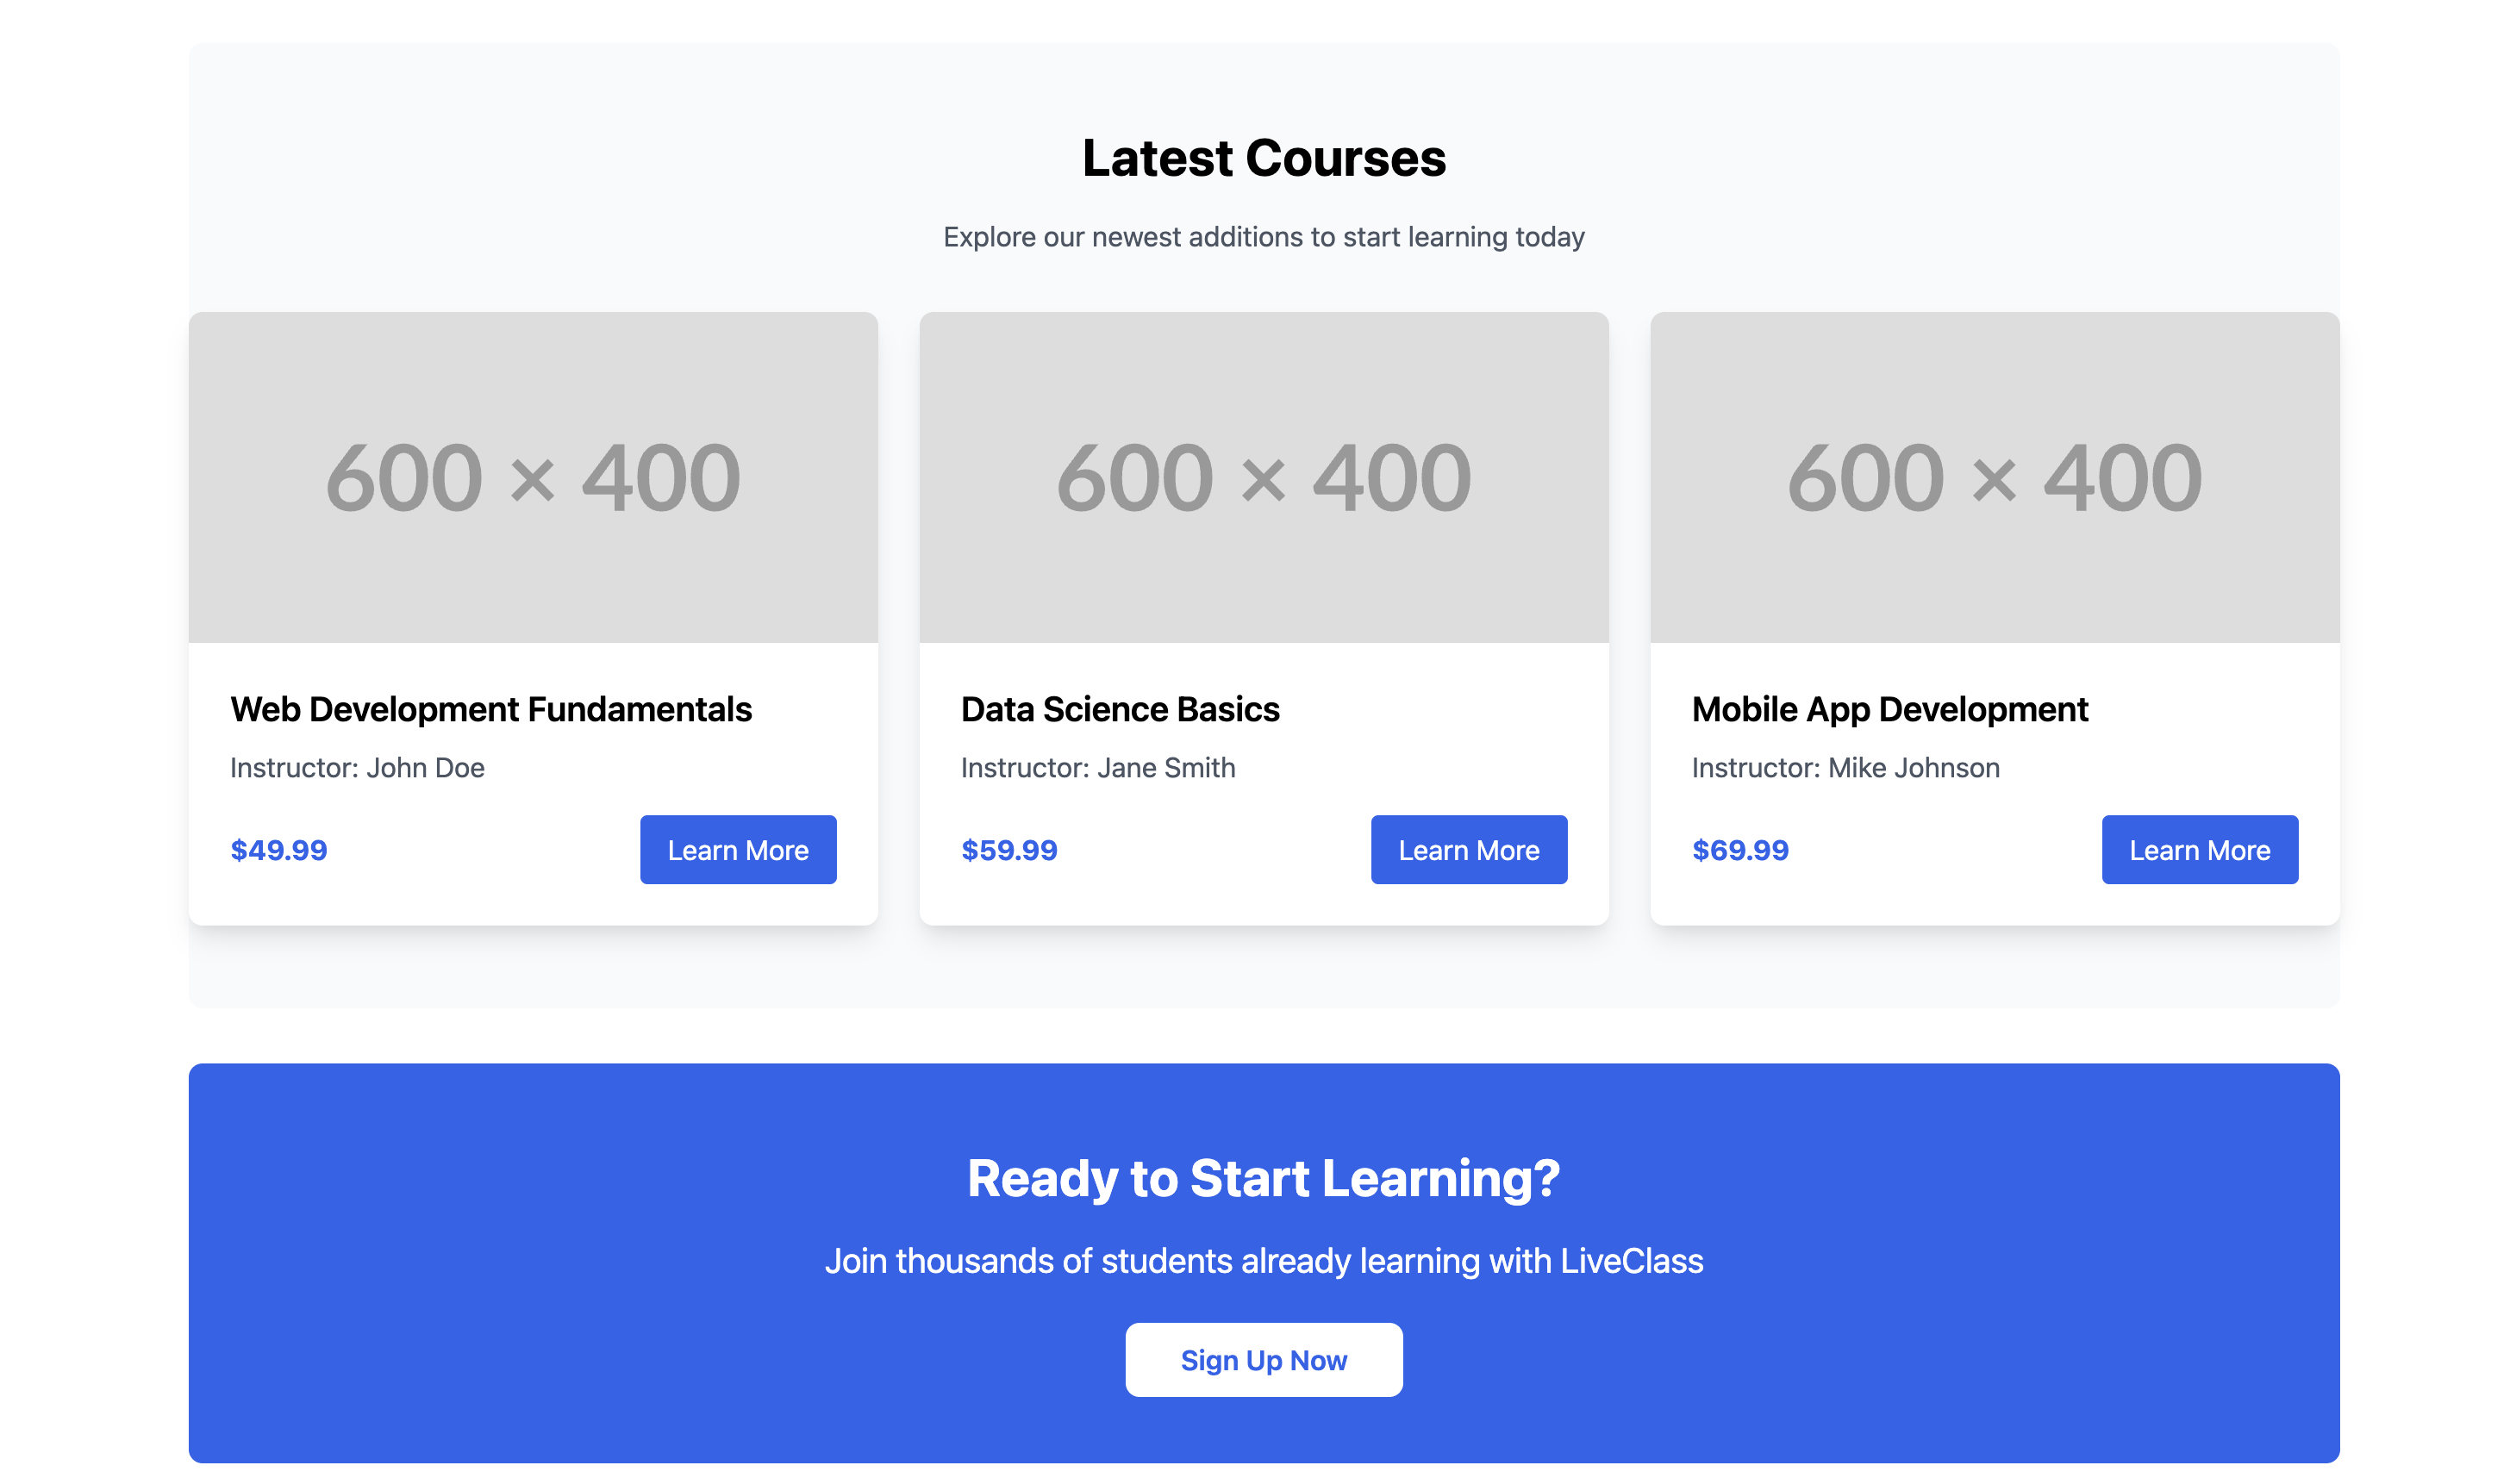 Latest Courses
Explore our newest additions to start learning today
600 × 400
600 × 400
600 × 400
Web Development Fundamentals
Instructor: John Doe
$49.99
Learn More
Data Science Basics
Instructor: Jane Smith
$59.99
Learn More
Mobile App Development
Instructor: Mike Johnson
$69.99
Learn More
Ready to Start Learning?
Join thousands of students already learning with LiveClass
Sign Up Now